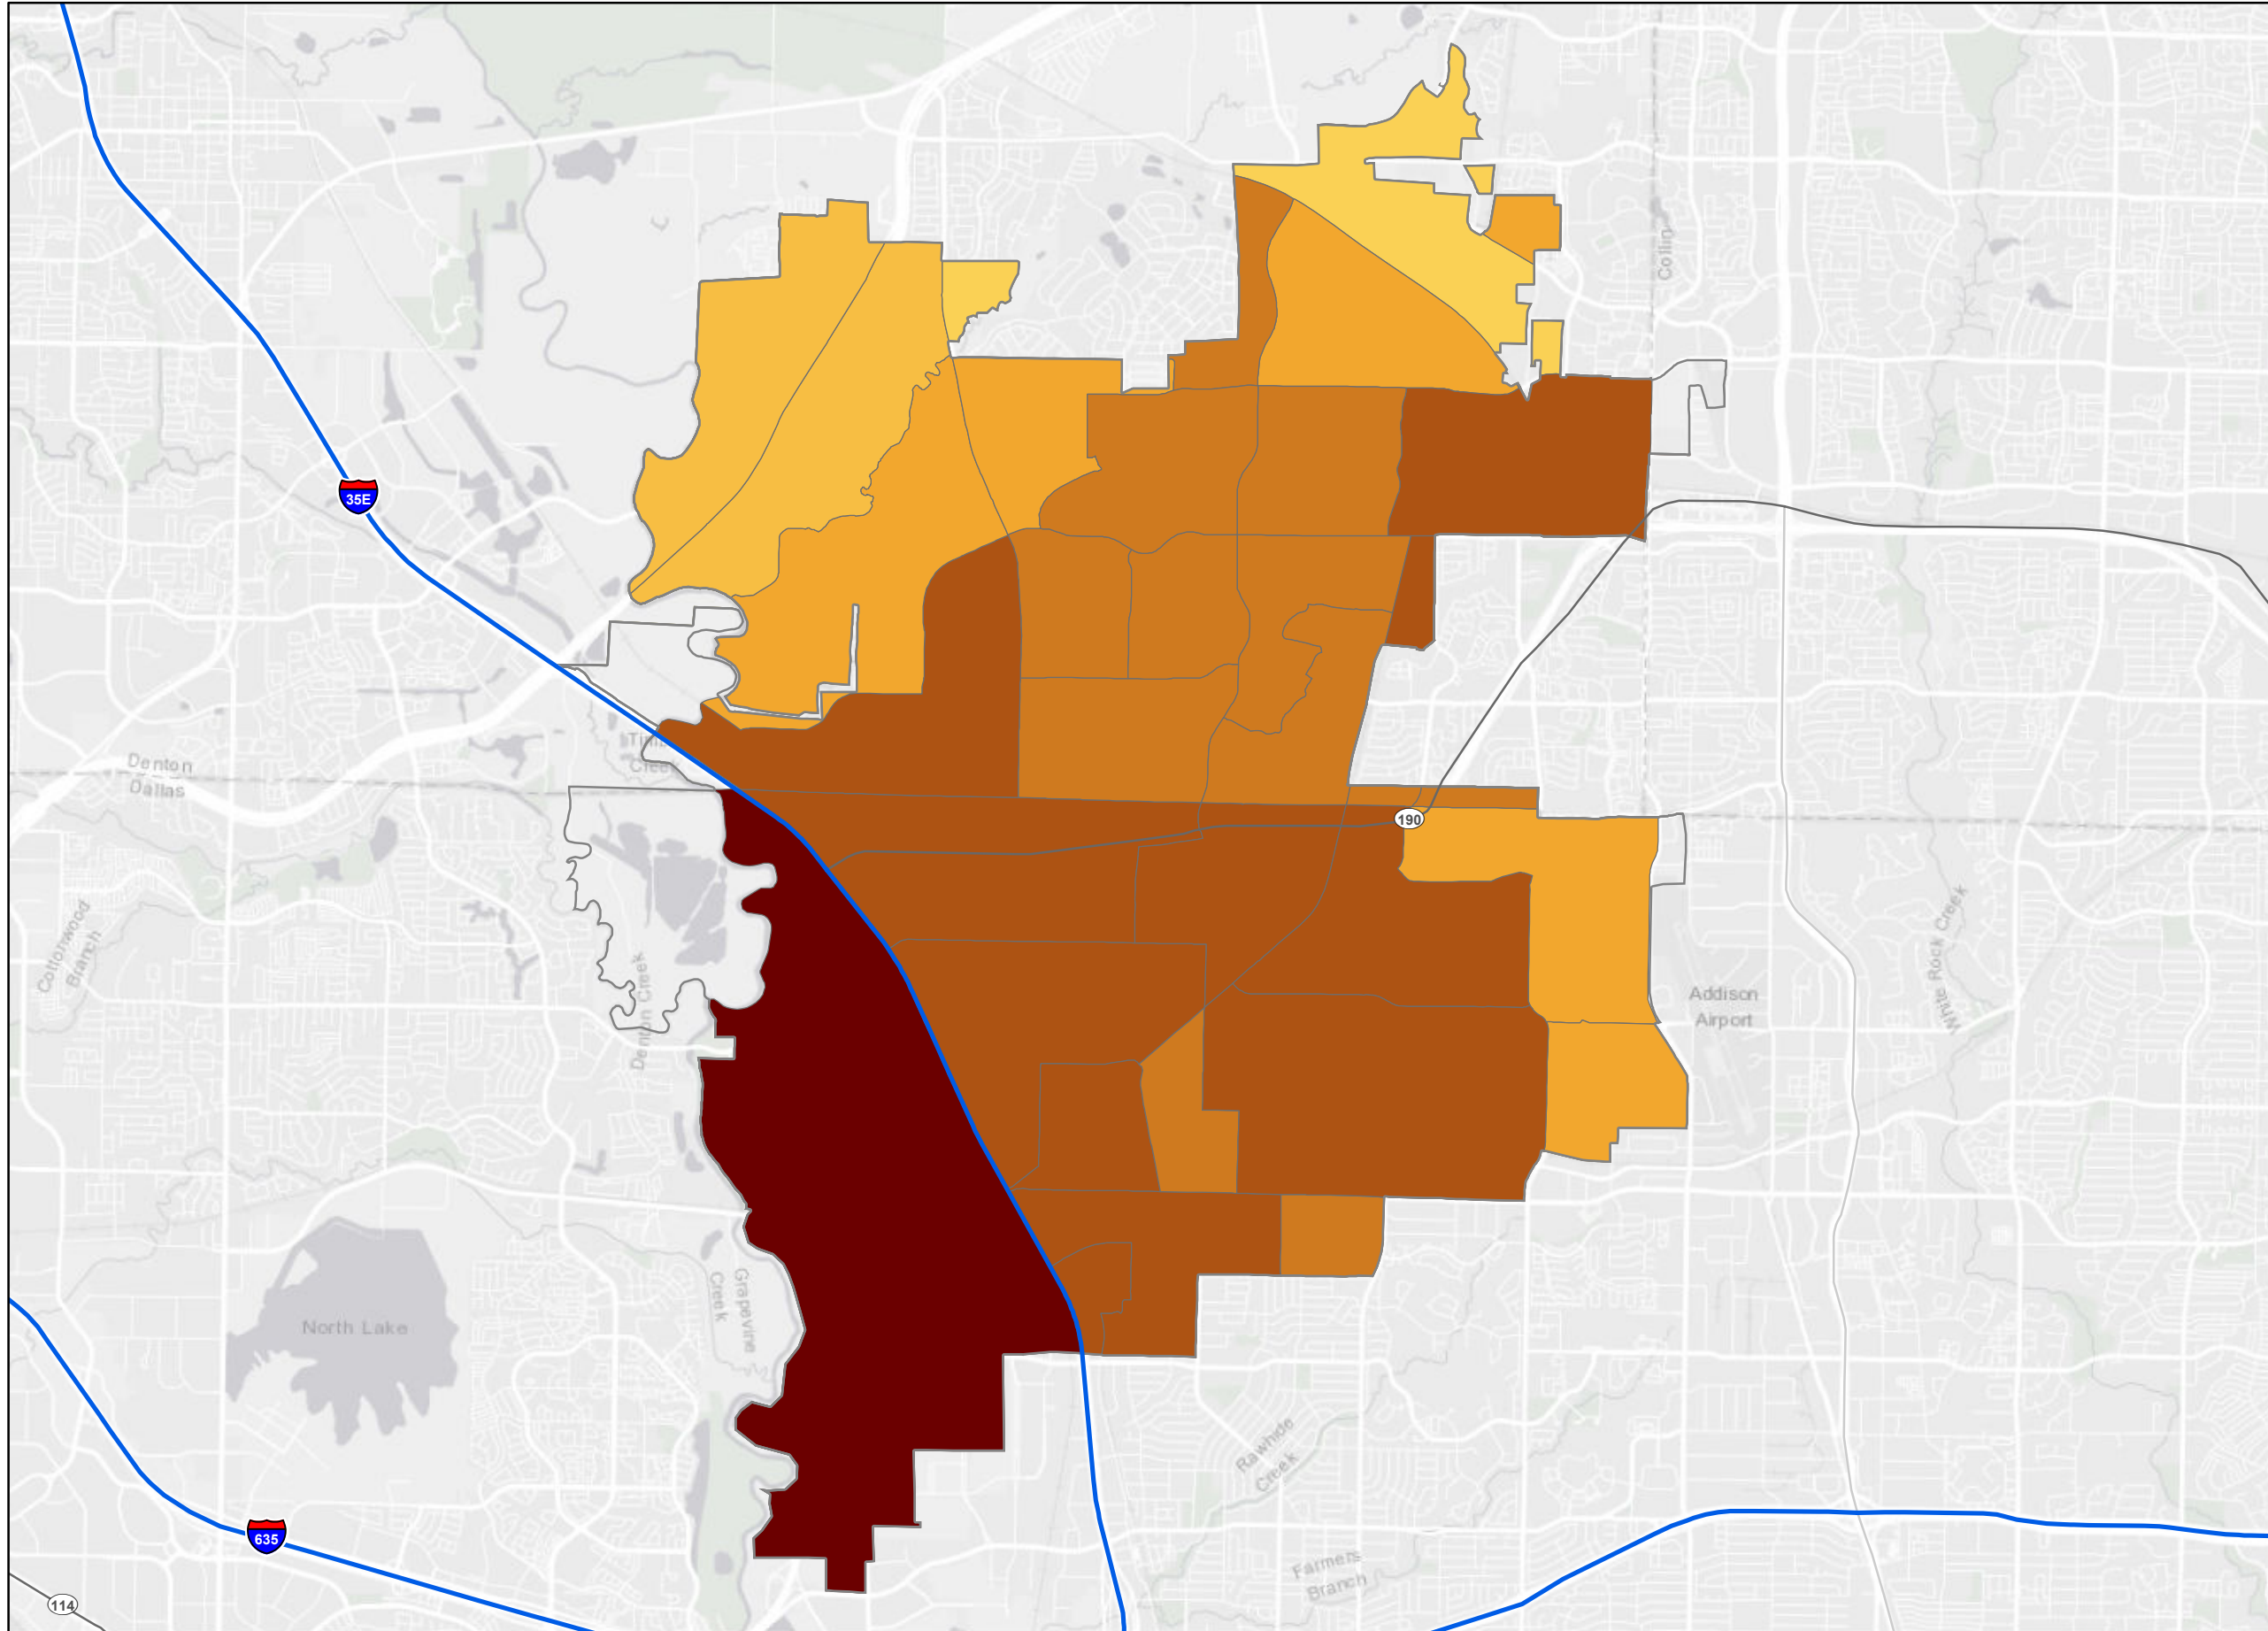 Collin
35E
Denton
Dallas
Creek
190
Cottonwood
Branch
Denton Creek
White Rock Creek
Addison
Airport
Grapevine
Creek
North Lake
Rawhide
Creek
635
Farmers
Branch
114